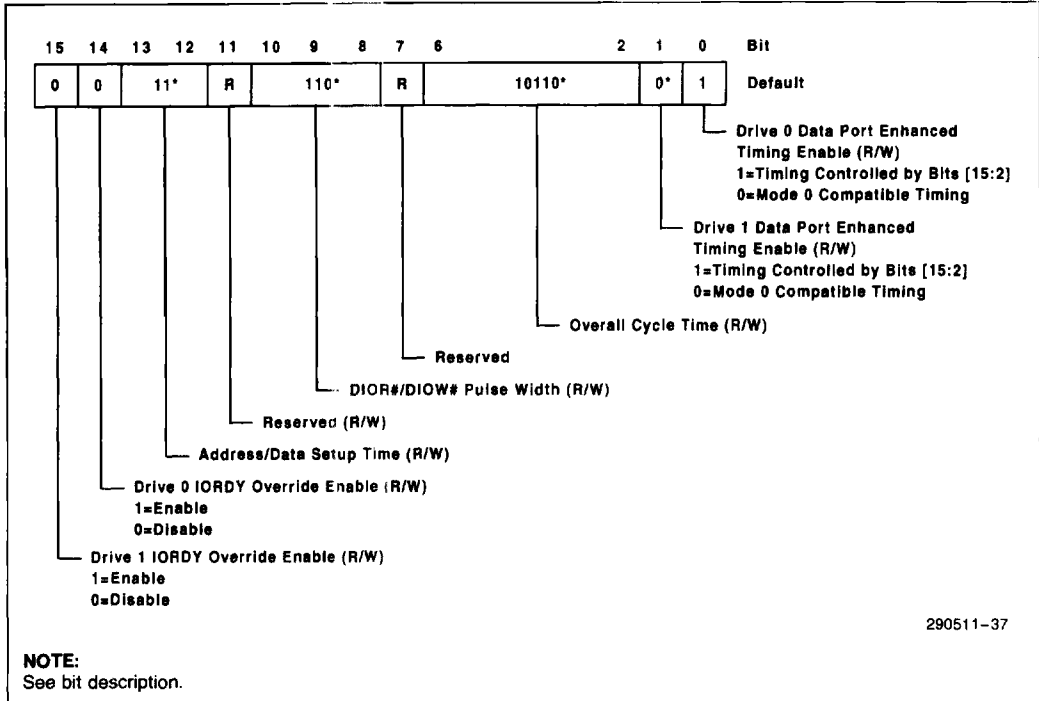 15 14 13 12 11 10 9 8 7 6 2 1 0 Bit
0 0 11* R 110* R 10110* 0* 1 Default
Drive 0 Data Port Enhanced
Timing Enable (R/W)
1=Timing Controlled by Bits [15:2]
0=Mode 0 Compatible Timing
Drive 1 Data Port Enhanced
Timing Enable (R/W)
1=Timing Controlled by Bits [15:2]
0=Mode 0 Compatible Timing
Overall Cycle Time (R/W)
Reserved
DIOR#/DIOW# Pulse Width (R/W)
Reserved (R/W)
Address/Data Setup Time (R/W)
Drive 0 IORDY Override Enable (R/W)
1=Enable
0=Disable
Drive 1 IORDY Override Enable (R/W)
1=Enable
0=Disable
290511-37
NOTE:
See bit description.